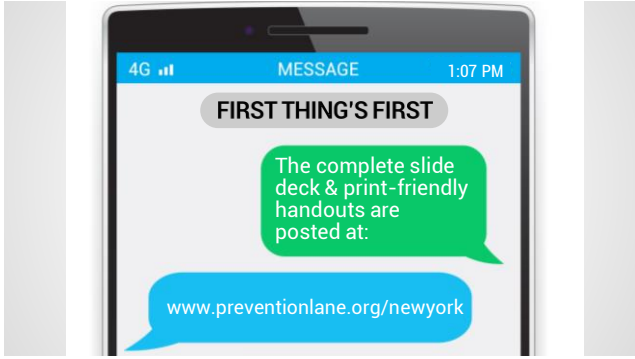 4G MESSAGE 1:07 PM
FIRST THING'S FIRST
The complete slide
deck & print-friendly
handouts are
posted at:
www.preventionlane.org/newyork